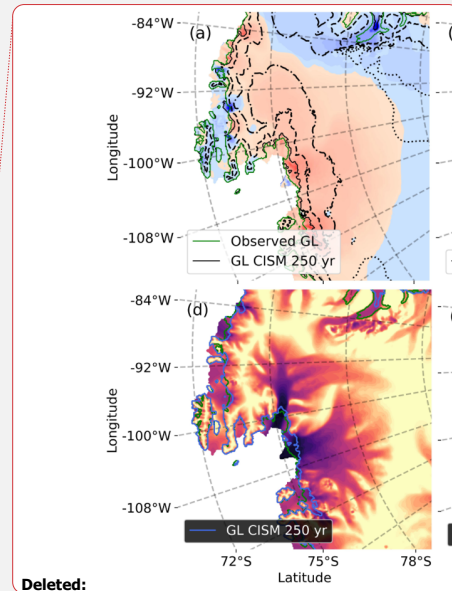 -84°W
(a)
-92°W
Longitude
-100°W
-108°W
Observed GL
GL CISM 250 yr
-84°W
(d)
-92°W
Longitude
-100°W
-108°W
GL CISM 250 yr
72°S 75°S 78°S
Latitude
Deleted: